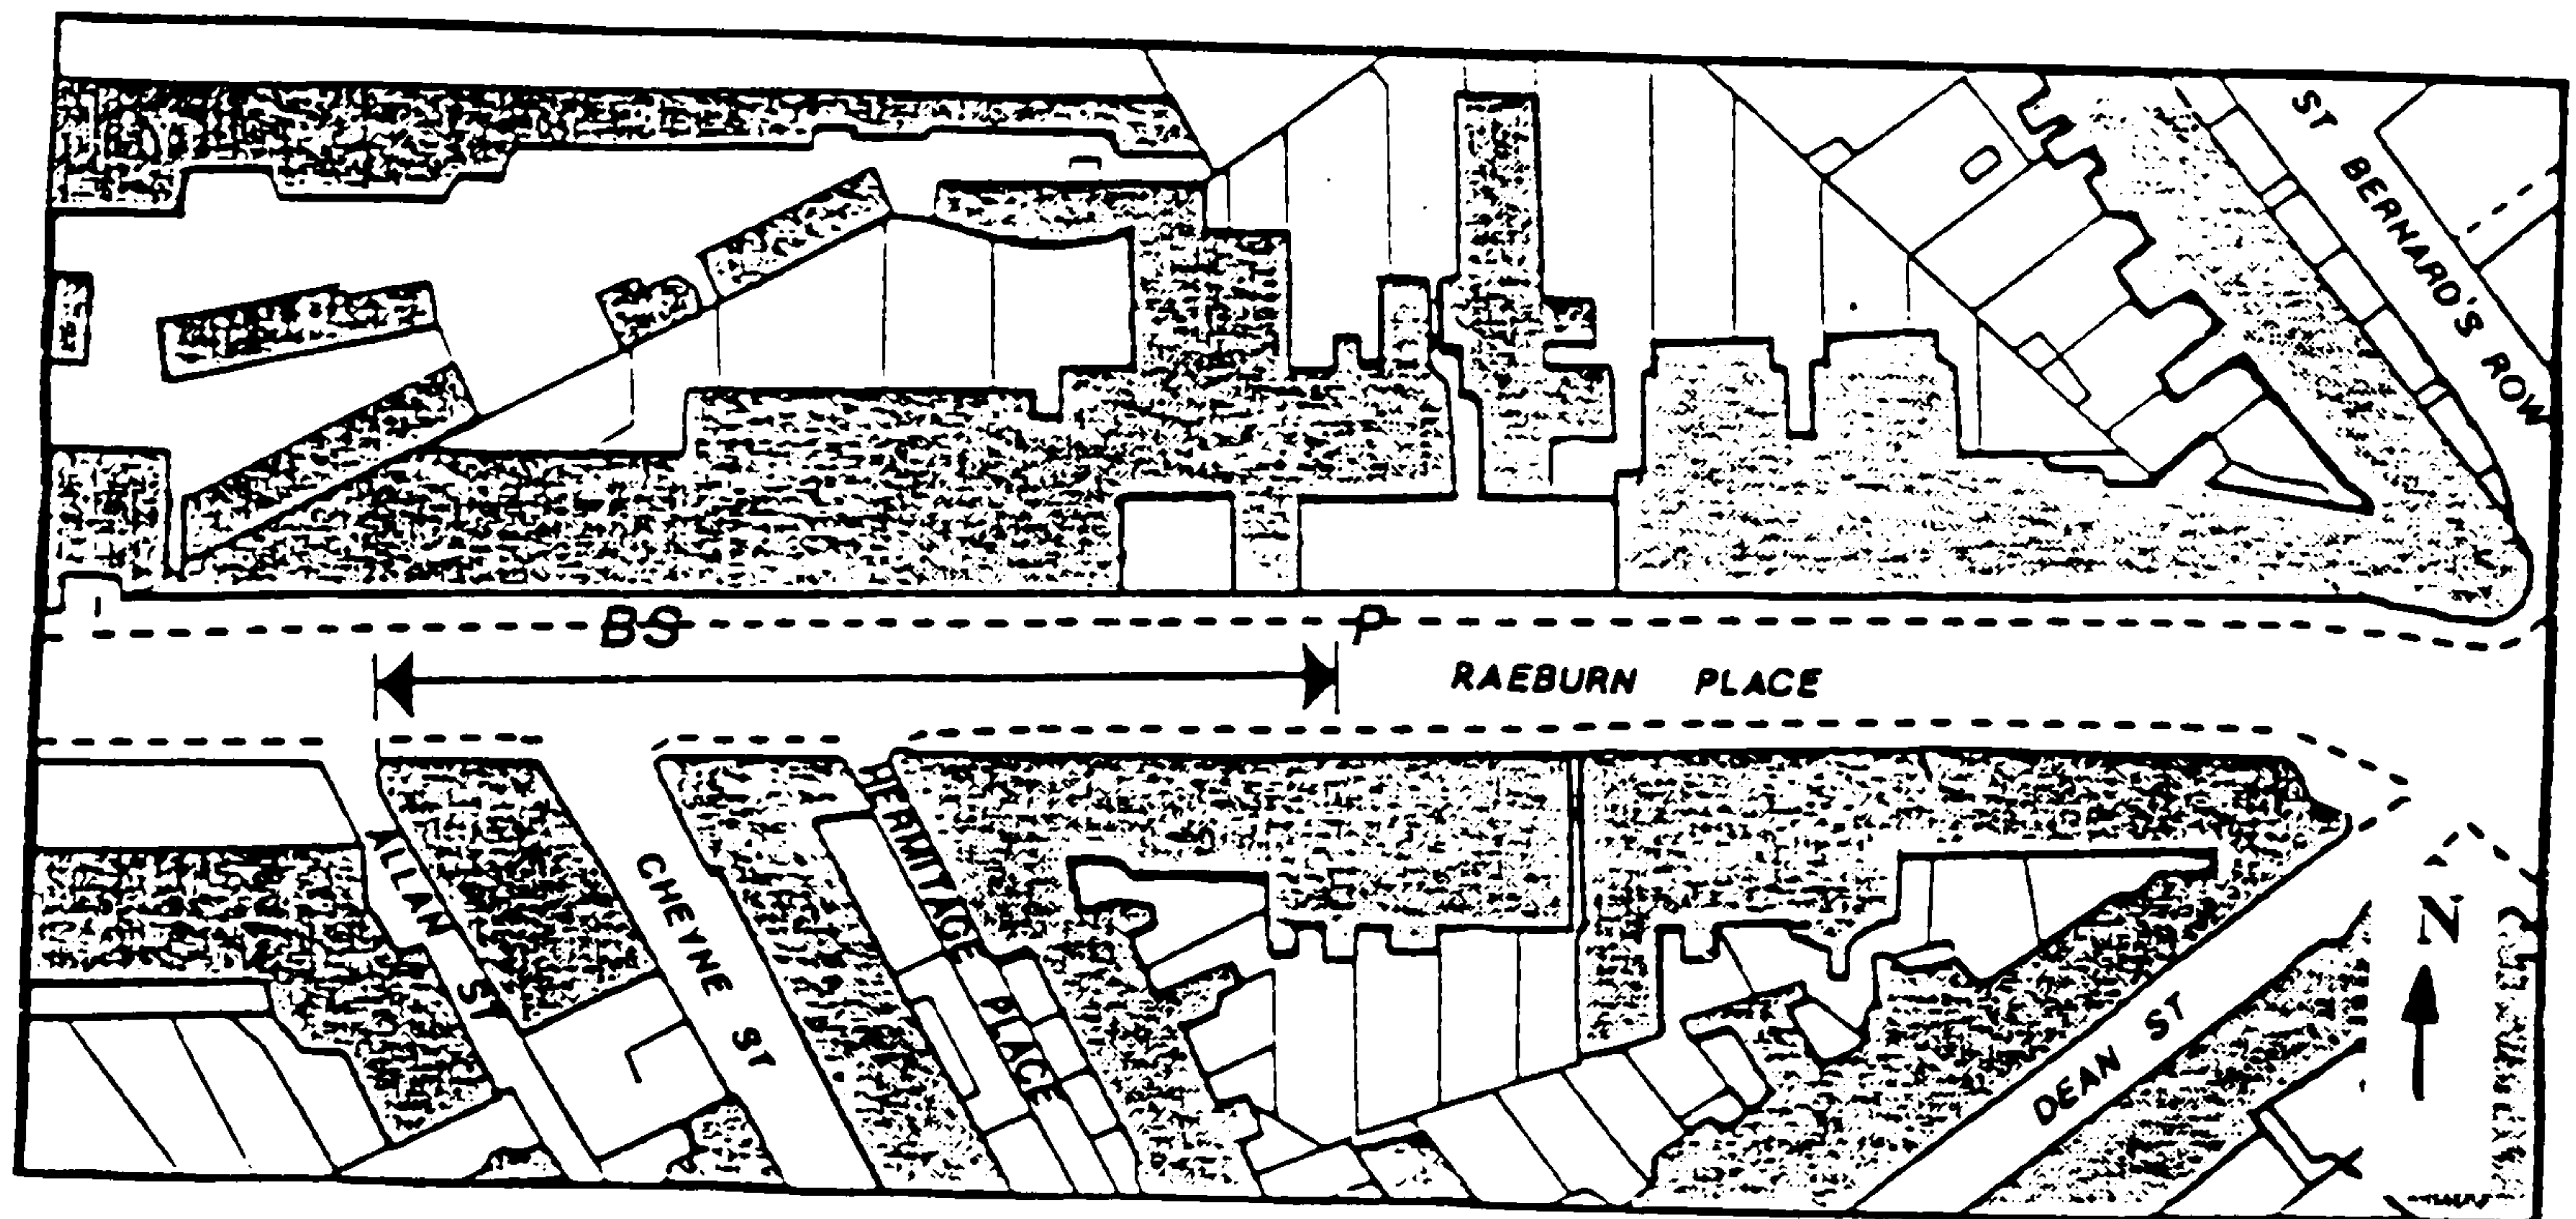 ST BERNARD'S ROW
BS
P
RAEBURN PLACE
ALLAN ST
CHEYNE ST
HERMITAGE PLACE
DEAN ST
N